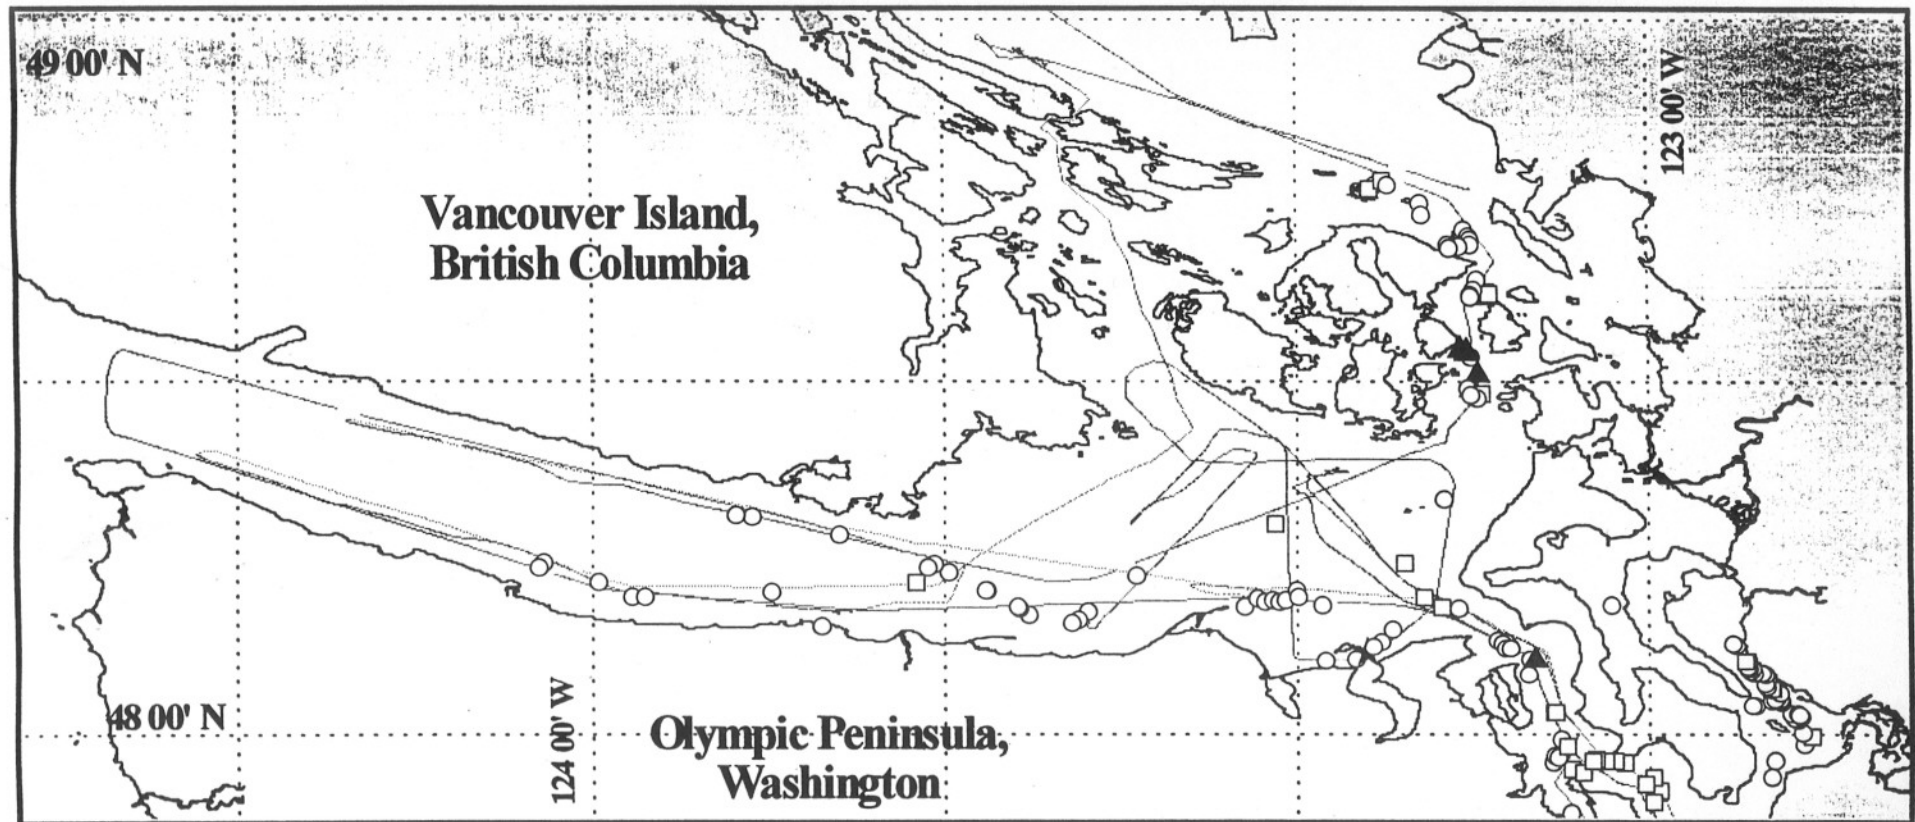 49 00' N
123 00' W
Vancouver Island,
British Columbia
48 00' N
124 00' W
Olympic Peninsula,
Washington